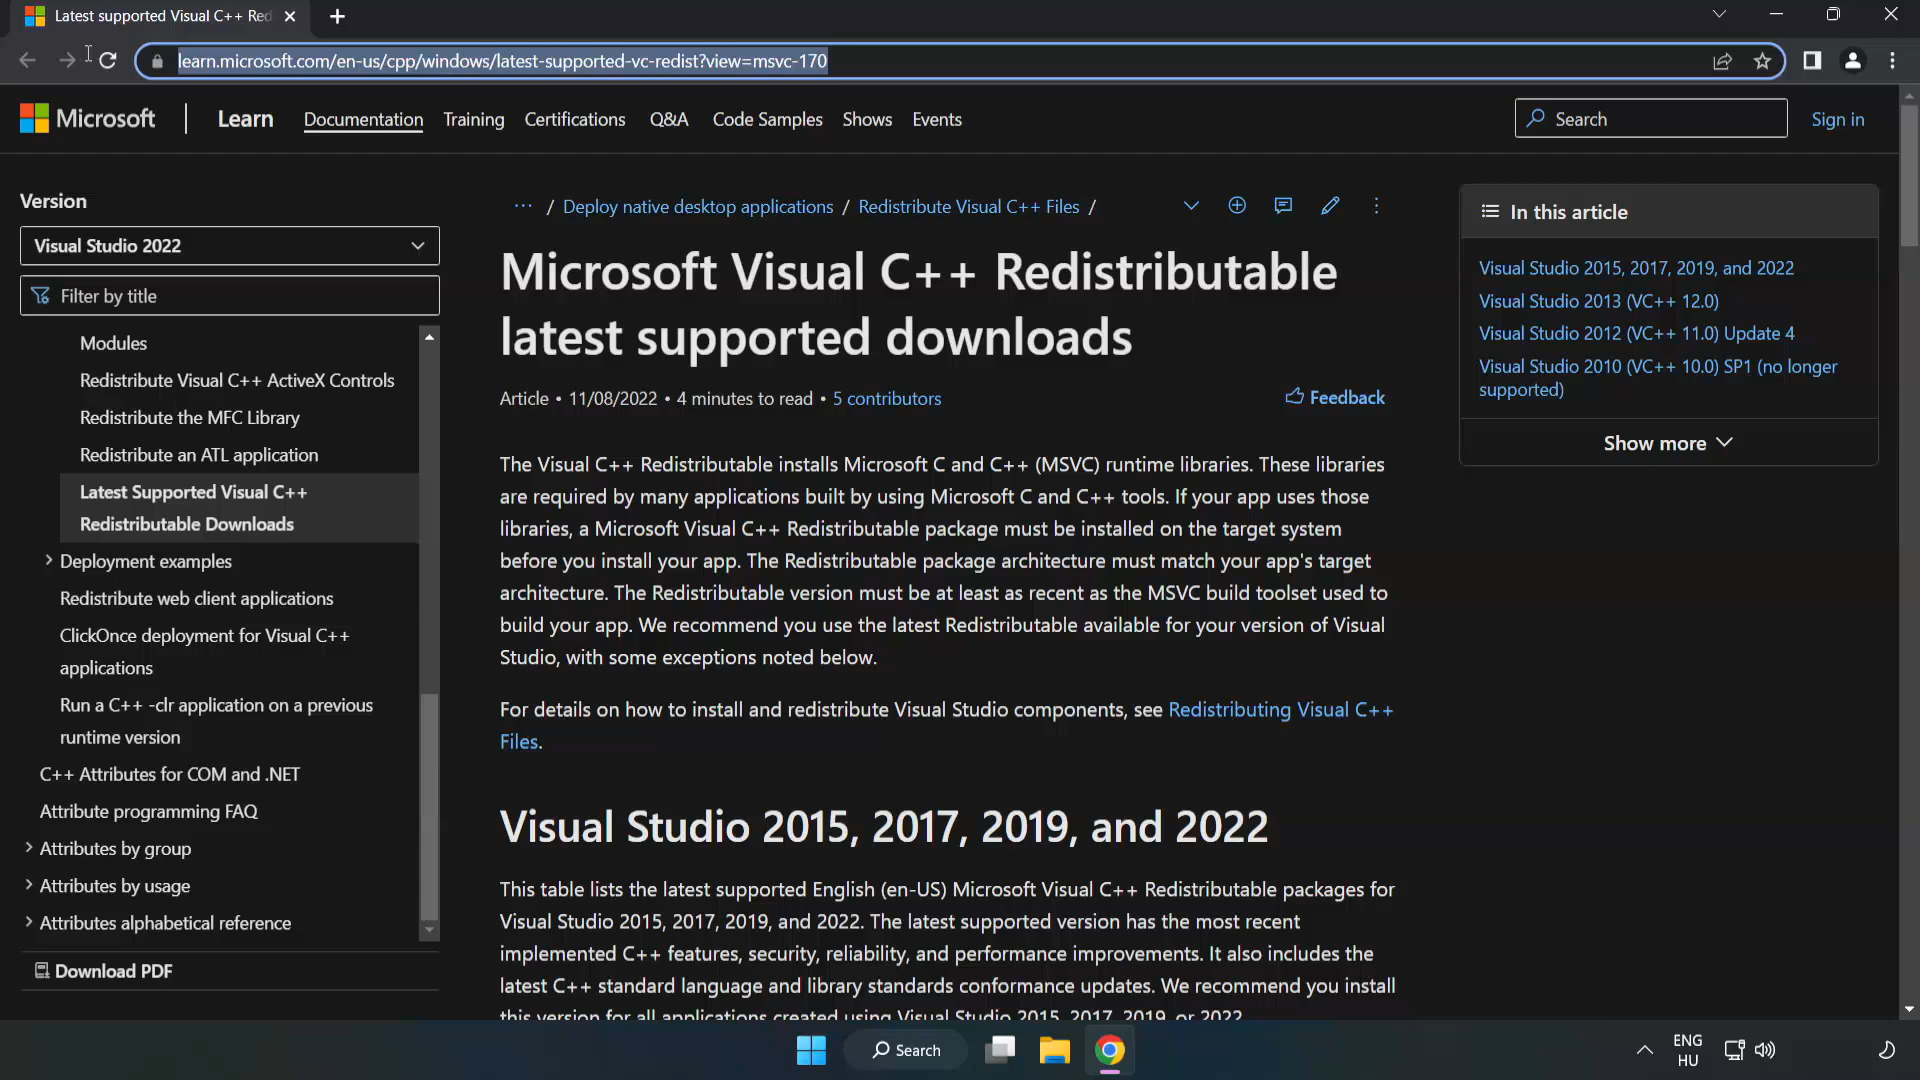 Latest supported Visual C++ Red
learn.microsoft.com/en-us/cpp/windows/latest-supported-vc-redist?view=msvc-170
Microsoft
Learn
Documentation
Training
Certifications
Q&A
Code Samples
Shows
Events
Search
Sign in
Version
Visual Studio 2022
Filter by title
Modules
Redistribute Visual C++ ActiveX Controls
Redistribute the MFC Library
Redistribute an ATL application
Latest Supported Visual C++
Redistributable Downloads
Deployment examples
Redistribute web client applications
ClickOnce deployment for Visual C++
applications
Run a C++ -clr application on a previous
runtime version
C++ Attributes for COM and .NET
Attribute programming FAQ
Attributes by group
Attributes by usage
Attributes alphabetical reference
Download PDF
··· / Deploy native desktop applications / Redistribute Visual C++ Files /
Microsoft Visual C++ Redistributable
latest supported downloads
Article • 11/08/2022 • 4 minutes to read • 5 contributors
Feedback
The Visual C++ Redistributable installs Microsoft C and C++ (MSVC) runtime libraries. These libraries
are required by many applications built by using Microsoft C and C++ tools. If your app uses those
libraries, a Microsoft Visual C++ Redistributable package must be installed on the target system
before you install your app. The Redistributable package architecture must match your app's target
architecture. The Redistributable version must be at least as recent as the MSVC build toolset used to
build your app. We recommend you use the latest Redistributable available for your version of Visual
Studio, with some exceptions noted below.
For details on how to install and redistribute Visual Studio components, see Redistributing Visual C++
Files.
Visual Studio 2015, 2017, 2019, and 2022
This table lists the latest supported English (en-US) Microsoft Visual C++ Redistributable packages for
Visual Studio 2015, 2017, 2019, and 2022. The latest supported version has the most recent
implemented C++ features, security, reliability, and performance improvements. It also includes the
latest C++ standard language and library standards conformance updates. We recommend you install
this version for all applications created using Visual Studio 2015, 2017, 2019, or 2022.
In this article
Visual Studio 2015, 2017, 2019, and 2022
Visual Studio 2013 (VC++ 12.0)
Visual Studio 2012 (VC++ 11.0) Update 4
Visual Studio 2010 (VC++ 10.0) SP1 (no longer
supported)
Show more
Search
ENG
HU